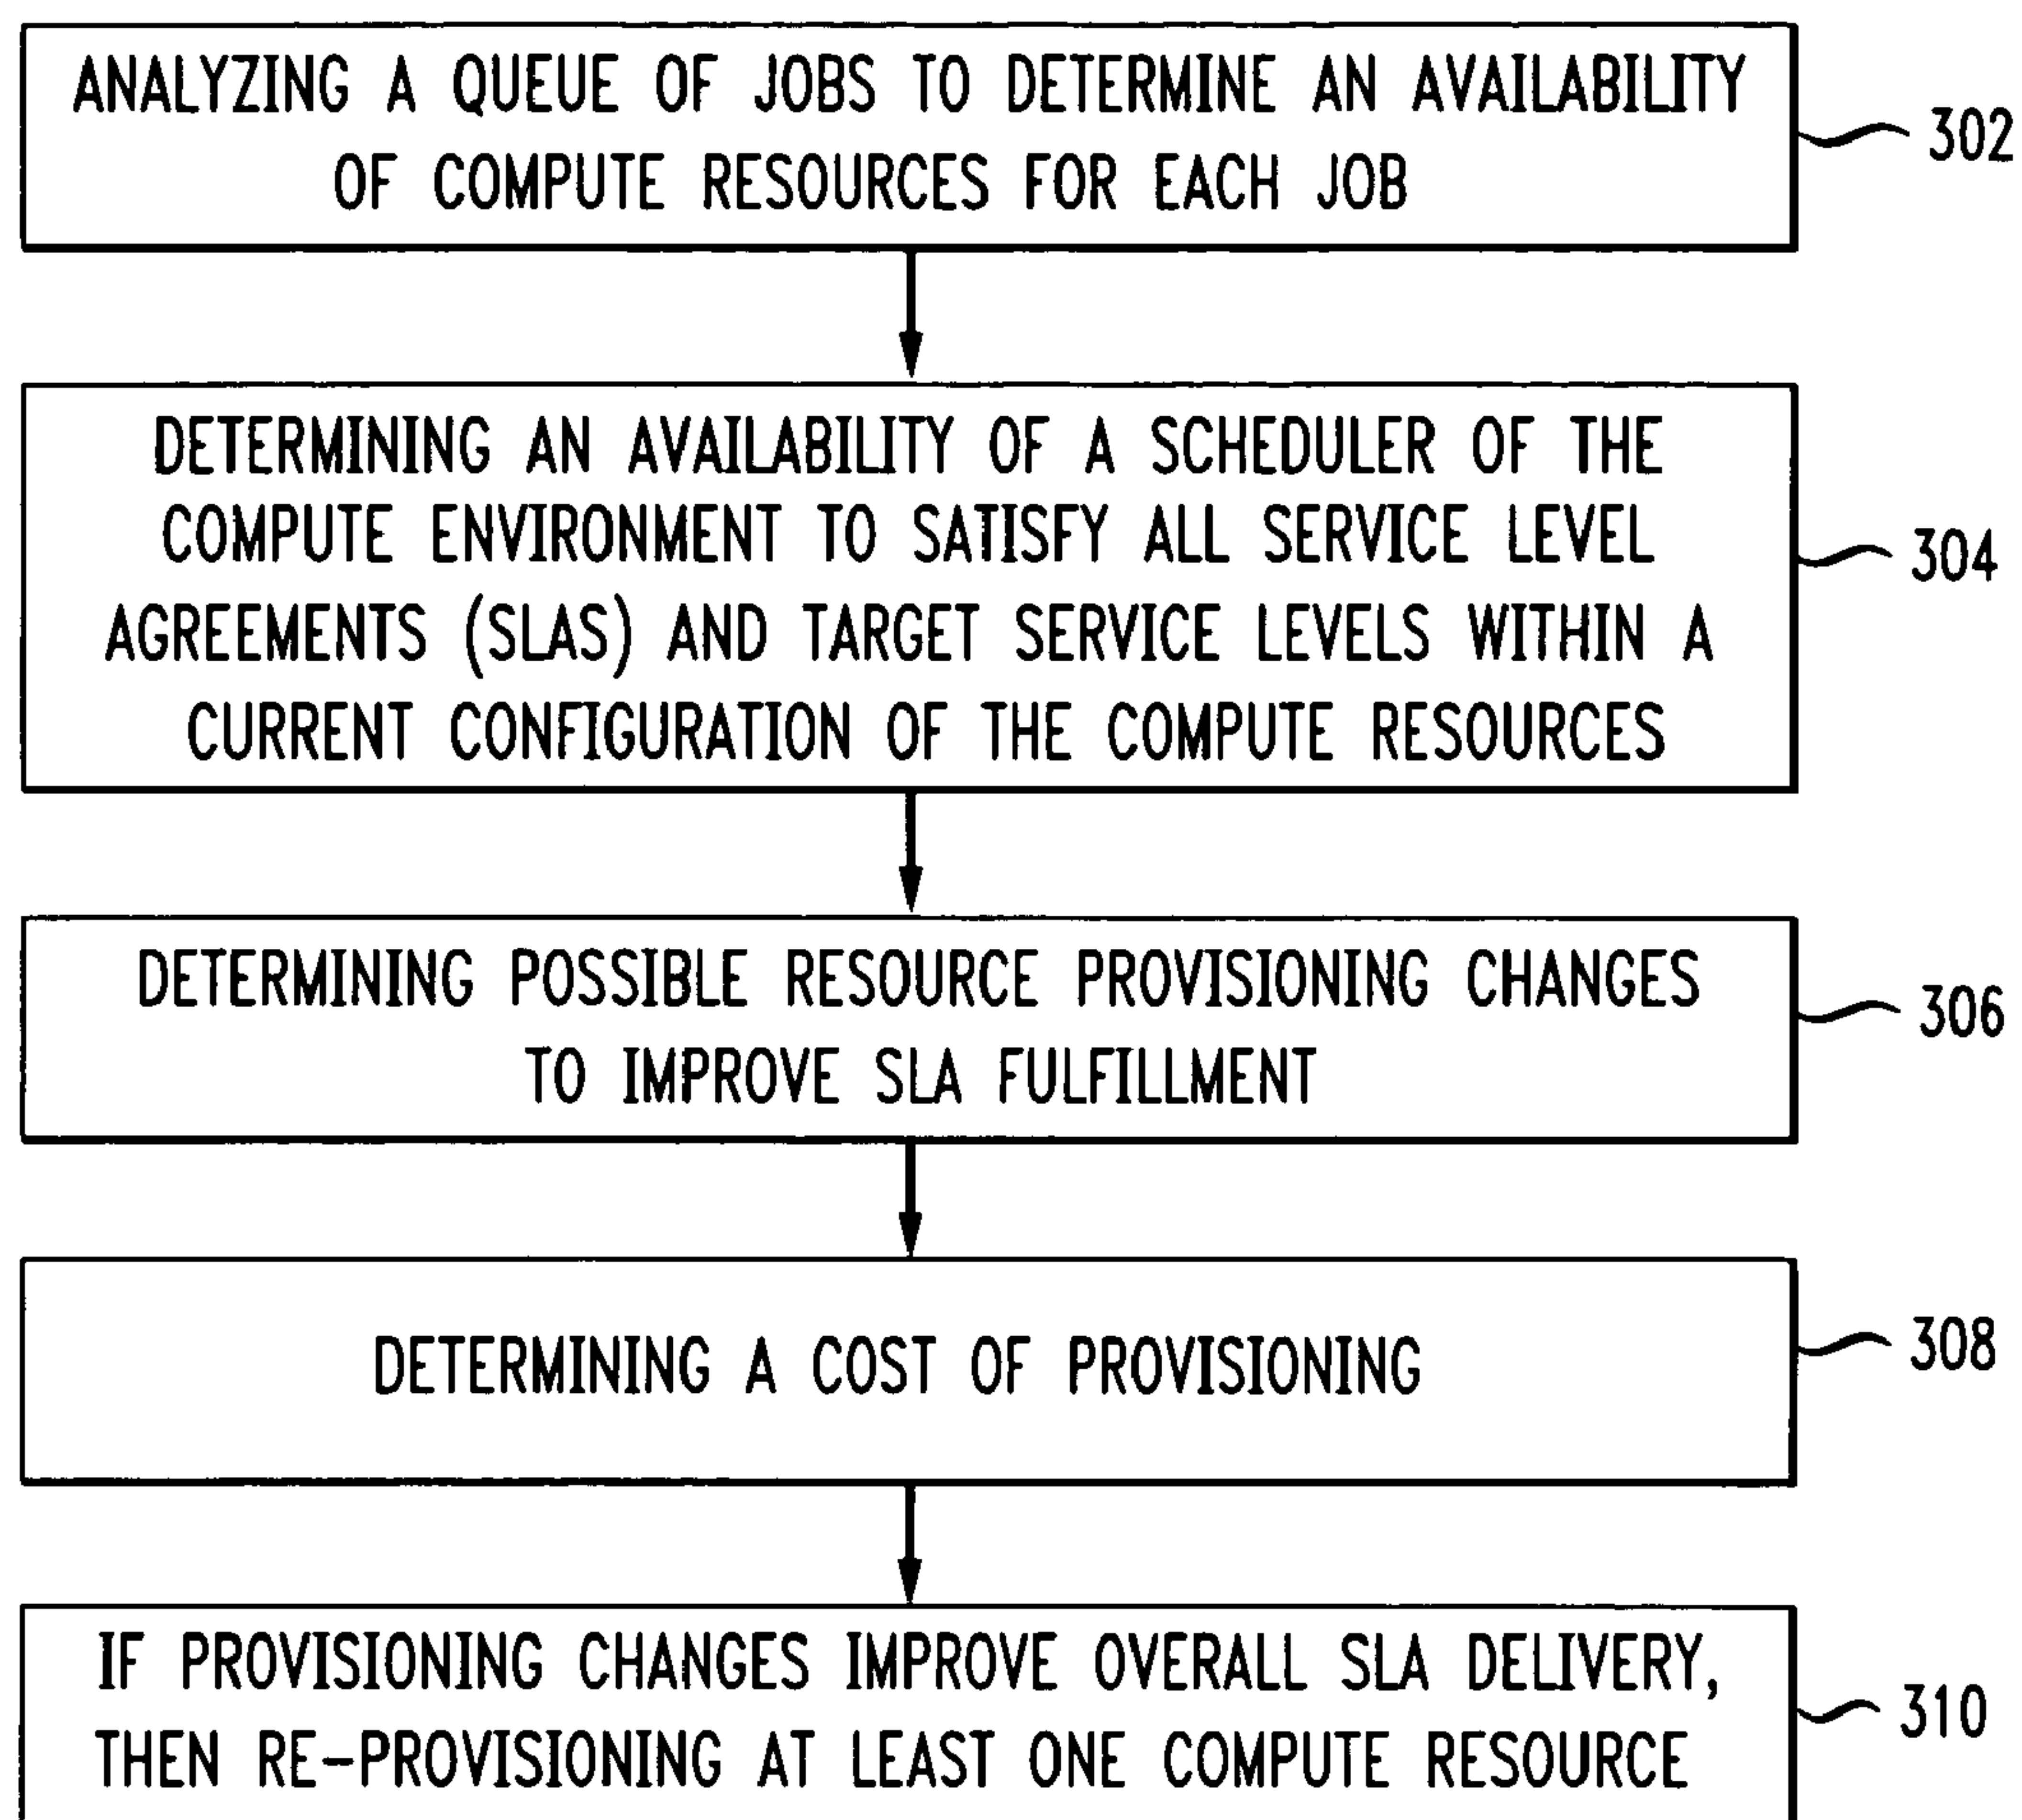 ANALYZING A QUEUE OF JOBS TO DETERMINE AN AVAILABILITY
OF COMPUTE RESOURCES FOR EACH JOB
302
DETERMINING AN AVAILABILITY OF A SCHEDULER OF THE
COMPUTE ENVIRONMENT TO SATISFY ALL SERVICE LEVEL
AGREEMENTS (SLAS) AND TARGET SERVICE LEVELS WITHIN A
CURRENT CONFIGURATION OF THE COMPUTE RESOURCES
304
DETERMINING POSSIBLE RESOURCE PROVISIONING CHANGES
TO IMPROVE SLA FULFILLMENT
306
DETERMINING A COST OF PROVISIONING
308
IF PROVISIONING CHANGES IMPROVE OVERALL SLA DELIVERY,
THEN RE-PROVISIONING AT LEAST ONE COMPUTE RESOURCE
310